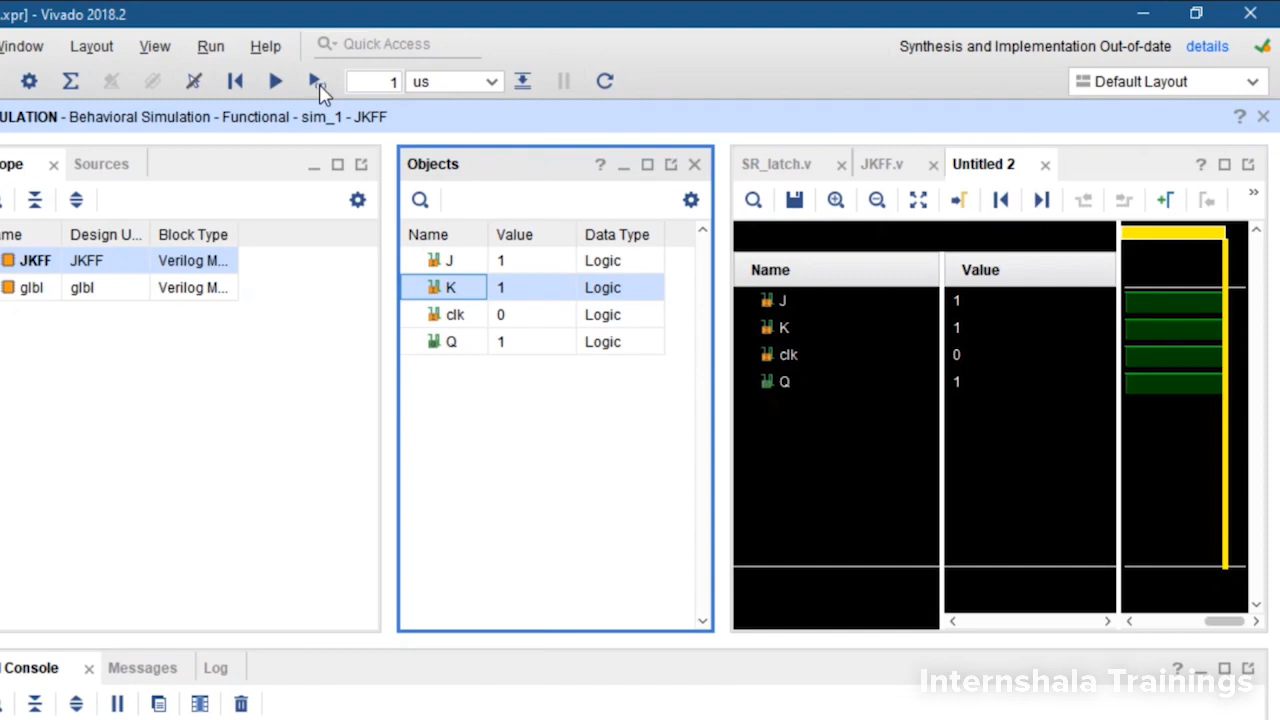 .xpr] - Vivado 2018.2
Window Layout View Run Help Quick Access Synthesis and Implementation Out-of-date details
1 us Default Layout
ULATION - Behavioral Simulation - Functional - sim_1 - JKFF ?
ope Sources Objects ? SR_latch.v JKFF.v Untitled 2 ?
me Design U... Block Type Name Value Data Type
JKFF JKFF Verilog M... J 1 Logic
glbl glbl Verilog M... K 1 Logic
clk 0 Logic
Q 1 Logic
Name Value
J 1
K 1
clk 0
Q 1
l Console Messages Log ?
Internshala Trainings